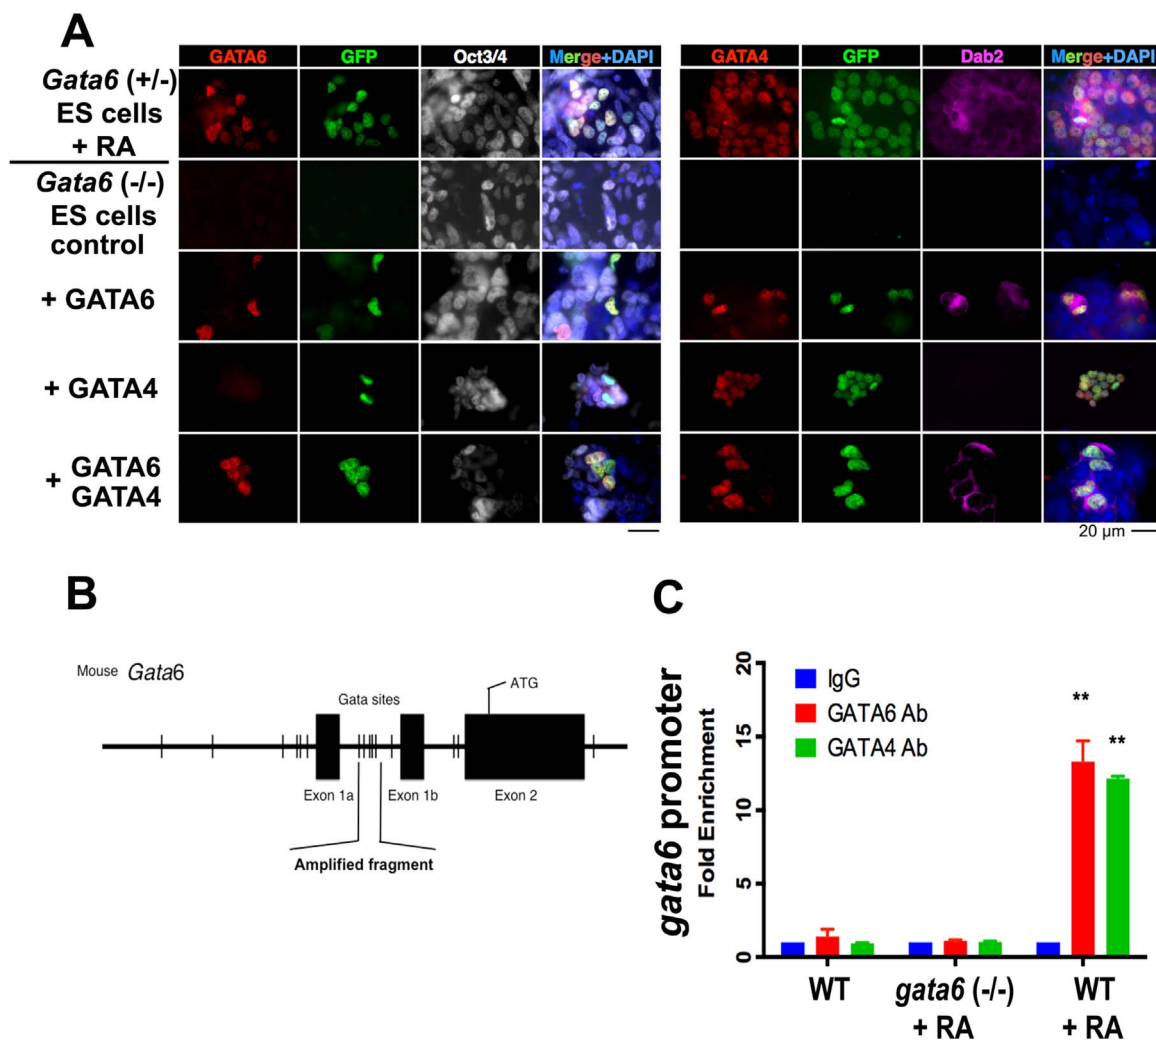 A
GATA6 GFP Oct3/4 Merge+DAPI GATA4 GFP Dab2 Merge+DAPI
Gata6 (+/-)
ES cells
+ RA
Gata6 (-/-)
ES cells
control
+ GATA6
+ GATA4
+ GATA6
GATA4
20 µm
B
Mouse Gata6
Gata sites
ATG
Exon 1a Exon 1b Exon 2
Amplified fragment
C
gata6 promoter
Fold Enrichment
20
15
10
5
0
IgG
GATA6 Ab
GATA4 Ab
**
**
WT gata6 (-/-) WT
+ RA + RA